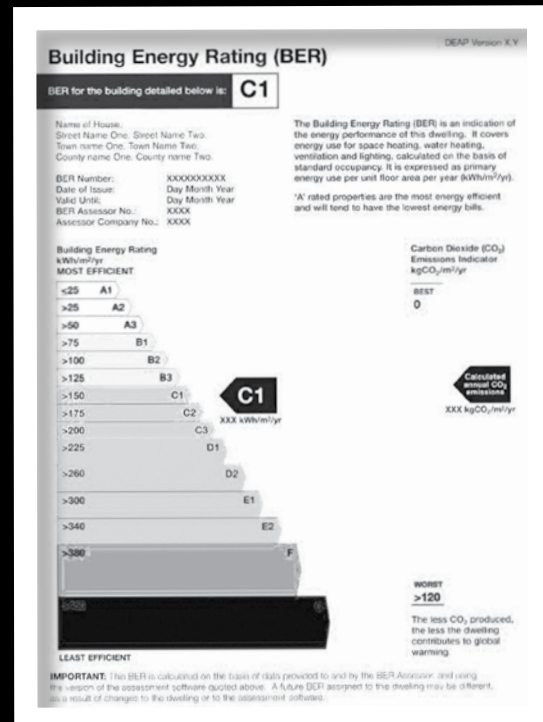 DEAP Version X.Y
Building Energy Rating (BER)
BER for the building detailed below is: C1
Name of House.
Street Name One. Street Name Two.
Town name One. Town Name Two.
County name One. County name Two.
BER Number: XXXXXXXXXX
Date of Issue: Day Month Year
Valid Until: Day Month Year
BER Assessor No.: XXXX
Assessor Company No.: XXXX
The Building Energy Rating (BER) is an indication of
the energy performance of this dwelling. It covers
energy use for space heating, water heating,
ventilation and lighting, calculated on the basis of
standard occupancy. It is expressed as primary
energy use per unit floor area per year (kWh/m²/yr).
'A' rated properties are the most energy efficient
and will tend to have the lowest energy bills.
Building Energy Rating
kWh/m²/yr
MOST EFFICIENT
≤25 A1
>25 A2
>50 A3
>75 B1
>100 B2
>125 B3
>150 C1
>175 C2
>200 C3
>225 D1
>260 D2
>300 E1
>340 E2
>380 F
LEAST EFFICIENT
C1
XXX kWh/m²/yr
Carbon Dioxide (CO₂)
Emissions Indicator
kgCO₂/m²/yr
BEST
0
Calculated
annual CO₂
emissions
XXX kgCO₂/m²/yr
WORST
>120
The less CO₂ produced,
the less the dwelling
contributes to global
warming.
IMPORTANT: This BER is calculated on the basis of data provided to and by the BER Assessor, and using
the version of the assessment software quoted above. A future BER assigned to this dwelling may be different,
as a result of changes to the dwelling or to the assessment software.